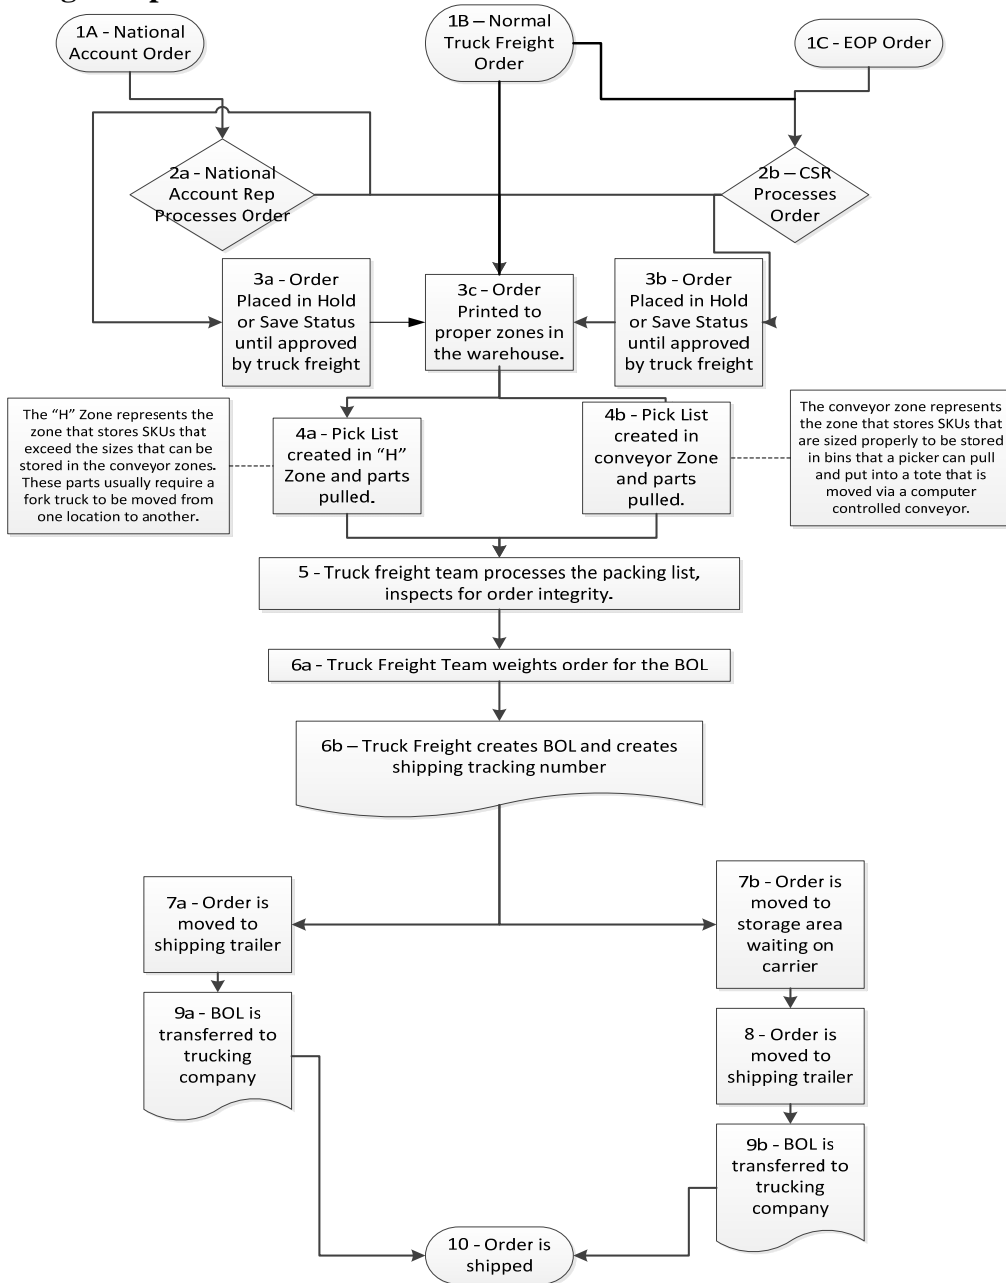 1A - National
Account Order
1B – Normal
Truck Freight
Order
1C - EOP Order
2a - National
Account Rep
Processes Order
2b – CSR
Processes
Order
3a - Order
Placed in Hold
or Save Status
until approved
by truck freight
3c - Order
Printed to
proper zones in
the warehouse.
3b - Order
Placed in Hold
or Save Status
until approved
by truck freight
The “H” Zone represents the
zone that stores SKUs that
exceed the sizes that can be
stored in the conveyor zones.
These parts usually require a
fork truck to be moved from
one location to another.
4a - Pick List
created in “H”
Zone and parts
pulled.
4b - Pick List
created in
conveyor Zone
and parts
pulled.
The conveyor zone represents
the zone that stores SKUs that
are sized properly to be stored
in bins that a picker can pull
and put into a tote that is
moved via a computer
controlled conveyor.
5 - Truck freight team processes the packing list,
inspects for order integrity.
6a - Truck Freight Team weights order for the BOL
6b – Truck Freight creates BOL and creates
shipping tracking number
7a - Order is
moved to
shipping trailer
7b - Order is
moved to
storage area
waiting on
carrier
9a - BOL is
transferred to
trucking
company
8 - Order is
moved to
shipping trailer
9b - BOL is
transferred to
trucking
company
10 - Order is
shipped